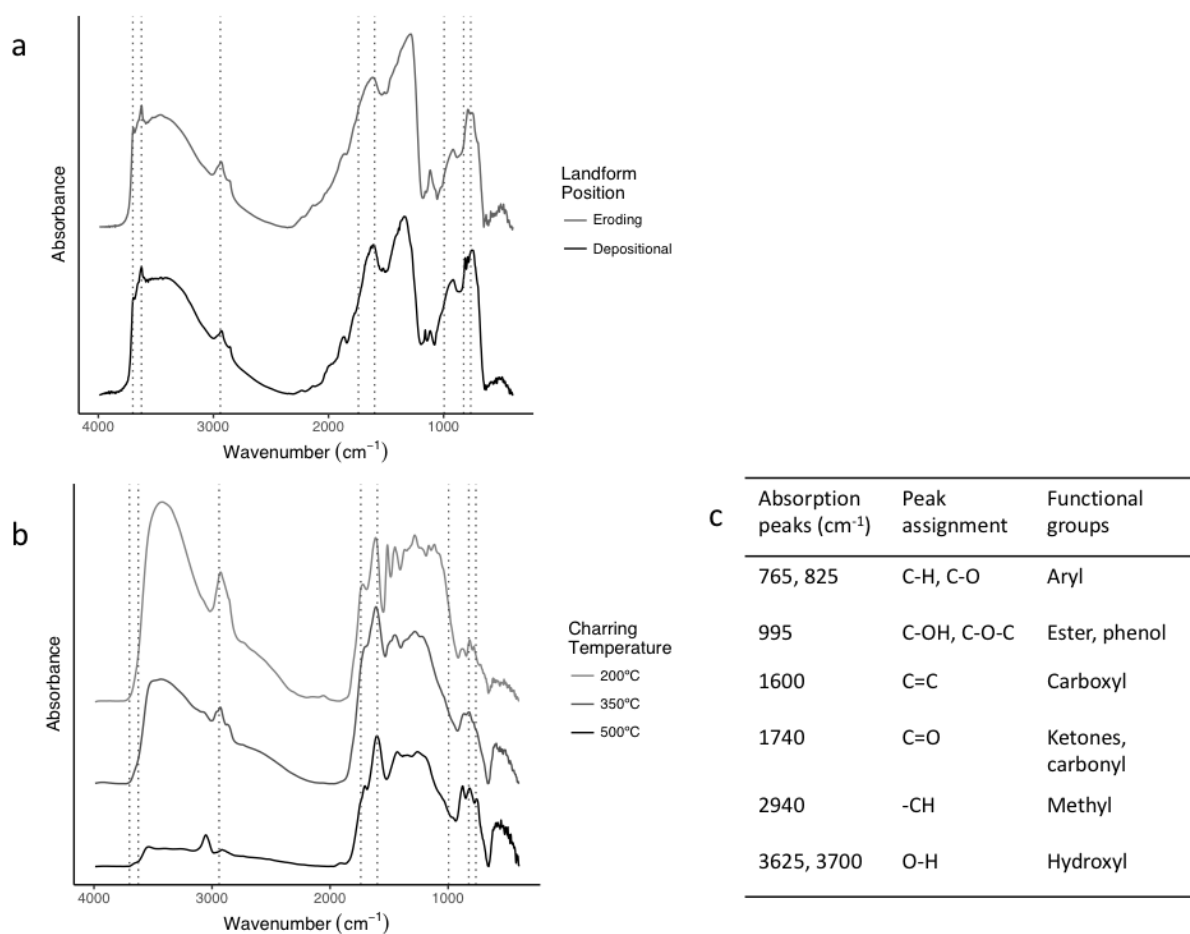 a
Absorbance
4000
3000
2000
1000
Wavenumber (cm⁻¹)
Landform
Position
Eroding
Depositional
b
Absorbance
4000
3000
2000
1000
Wavenumber (cm⁻¹)
Charring
Temperature
200ºC
350ºC
500ºC
c
Absorption Peak Functional
peaks (cm⁻¹) assignment groups
765, 825 C-H, C-O Aryl
995 C-OH, C-O-C Ester, phenol
1600 C=C Carboxyl
1740 C=O Ketones,
carbonyl
2940 -CH Methyl
3625, 3700 O-H Hydroxyl